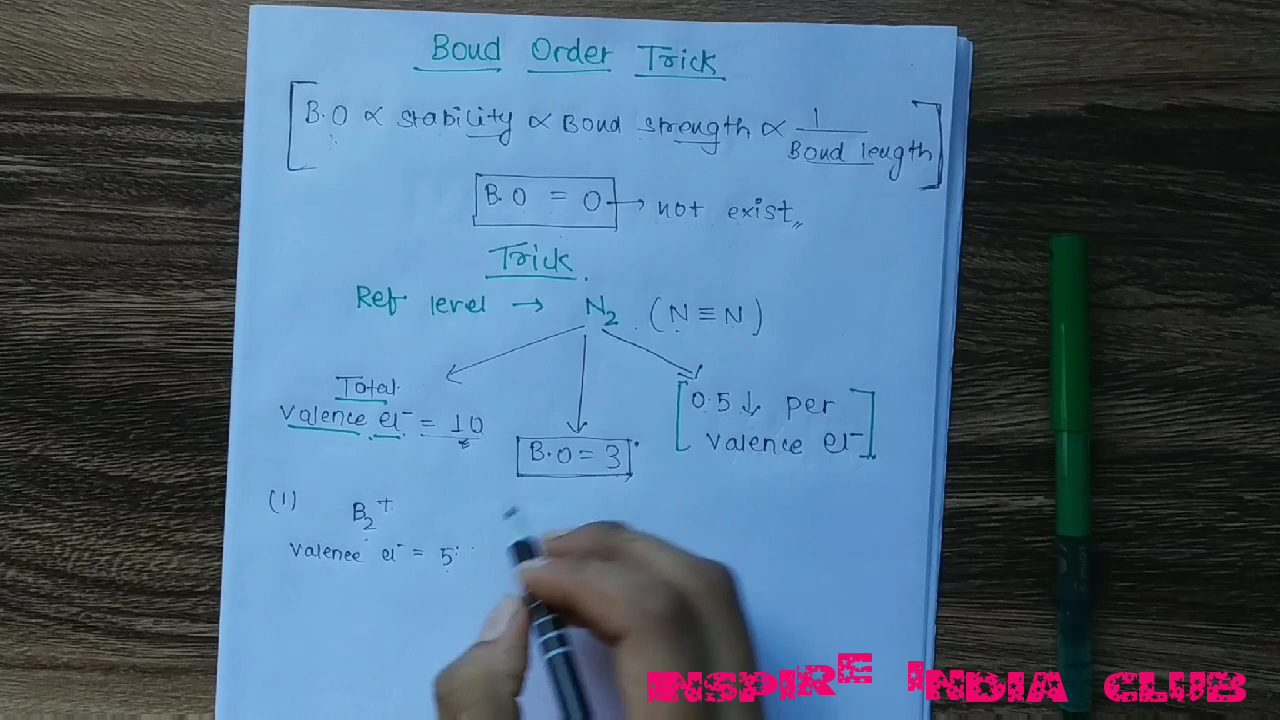 Bond Order Trick
B.O ∝ stability ∝ Bond strength ∝ 1/Bond length
B.O = 0 → not exist,,
Trick.
Ref level → N₂ (N≡N)
Total
Valence el⁻ = 10
B.O = 3
0.5↓ per
Valence el⁻
(1) B₂⁺
Valence el⁻ = 5
INSPIRE INDIA CLUB